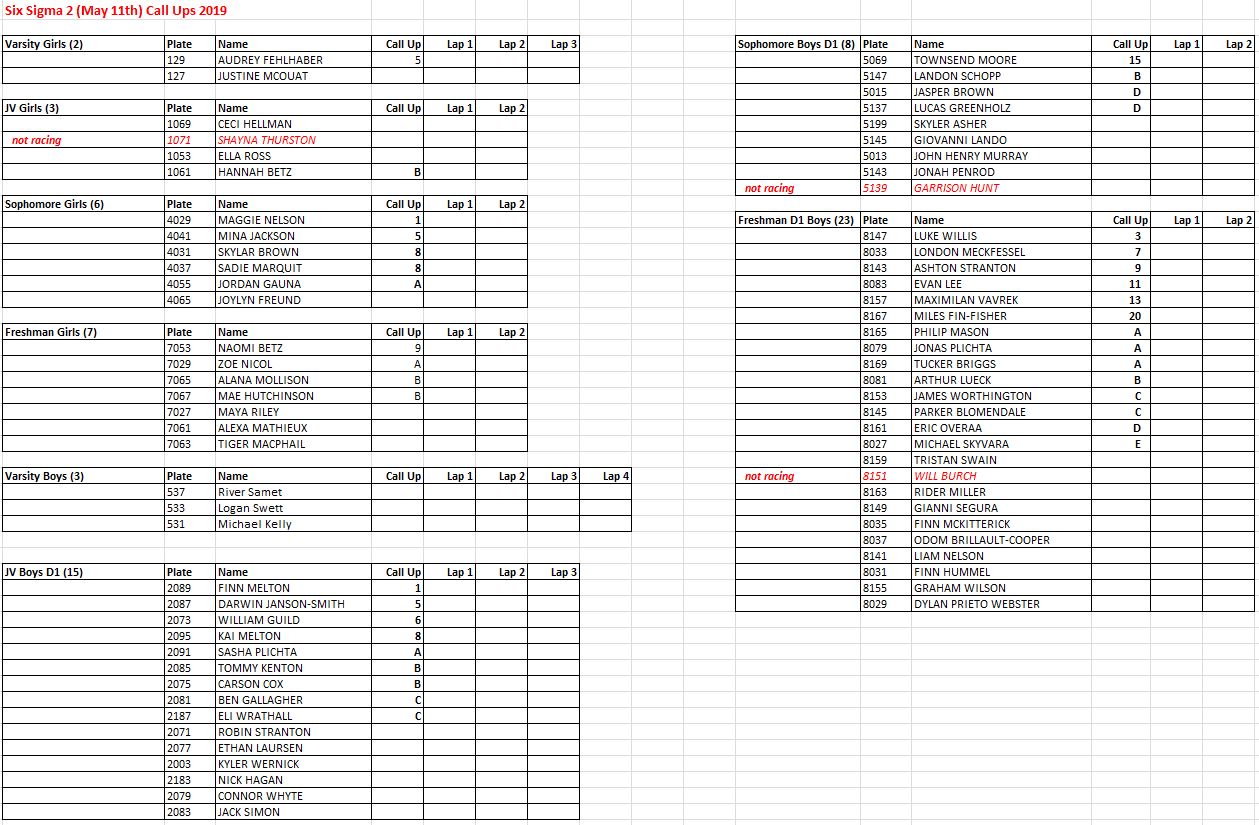 Six Sigma 2 (May 11th) Call Ups 2019
Varsity Girls (2) Plate Name Call Up Lap 1 Lap 2 Lap 3
129 AUDREY FEHLHABER 5
127 JUSTINE MCOUAT
JV Girls (3) Plate Name Call Up Lap 1 Lap 2
1069 CECI HELLMAN
not racing 1071 SHAYNA THURSTON
1053 ELLA ROSS
1061 HANNAH BETZ B
Sophomore Girls (6) Plate Name Call Up Lap 1 Lap 2
4029 MAGGIE NELSON 1
4041 MINA JACKSON 5
4031 SKYLAR BROWN 8
4037 SADIE MARQUIT 8
4055 JORDAN GAUNA A
4065 JOYLYN FREUND
Freshman Girls (7) Plate Name Call Up Lap 1 Lap 2
7053 NAOMI BETZ 9
7029 ZOE NICOL A
7065 ALANA MOLLISON B
7067 MAE HUTCHINSON B
7027 MAYA RILEY
7061 ALEXA MATHIEUX
7063 TIGER MACPHAIL
Varsity Boys (3) Plate Name Call Up Lap 1 Lap 2 Lap 3 Lap 4
537 River Samet
533 Logan Swett
531 Michael Kelly
JV Boys D1 (15) Plate Name Call Up Lap 1 Lap 2 Lap 3
2089 FINN MELTON 1
2087 DARWIN JANSON-SMITH 5
2073 WILLIAM GUILD 6
2095 KAI MELTON 8
2091 SASHA PLICHTA A
2085 TOMMY KENTON B
2075 CARSON COX B
2081 BEN GALLAGHER C
2187 ELI WRATHALL C
2071 ROBIN STRANTON
2077 ETHAN LAURSEN
2003 KYLER WERNICK
2183 NICK HAGAN
2079 CONNOR WHYTE
2083 JACK SIMON
Sophomore Boys D1 (8) Plate Name Call Up Lap 1 Lap 2
5069 TOWNSEND MOORE 15
5147 LANDON SCHOPP B
5015 JASPER BROWN D
5137 LUCAS GREENHOLZ D
5199 SKYLER ASHER
5145 GIOVANNI LANDO
5013 JOHN HENRY MURRAY
5143 JONAH PENROD
not racing 5139 GARRISON HUNT
Freshman D1 Boys (23) Plate Name Call Up Lap 1 Lap 2
8147 LUKE WILLIS 3
8033 LONDON MECKFESSEL 7
8143 ASHTON STRANTON 9
8083 EVAN LEE 11
8157 MAXIMILAN VAVREK 13
8167 MILES FIN-FISHER 20
8165 PHILIP MASON A
8079 JONAS PLICHTA A
8169 TUCKER BRIGGS A
8081 ARTHUR LUECK B
8153 JAMES WORTHINGTON C
8145 PARKER BLOMENDALE C
8161 ERIC OVERAA D
8027 MICHAEL SKYVARA E
8159 TRISTAN SWAIN
not racing 8151 WILL BURCH
8163 RIDER MILLER
8149 GIANNI SEGURA
8035 FINN MCKITTERICK
8037 ODOM BRILLAULT-COOPER
8141 LIAM NELSON
8031 FINN HUMMEL
8155 GRAHAM WILSON
8029 DYLAN PRIETO WEBSTER